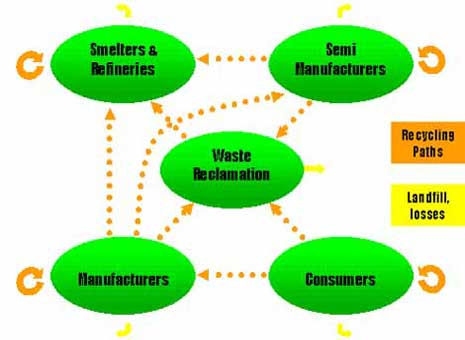 Smelters &
Refineries
Semi
Manufacturers
Waste
Reclamation
Recycling
Paths
Landfill,
losses
Manufacturers
Consumers